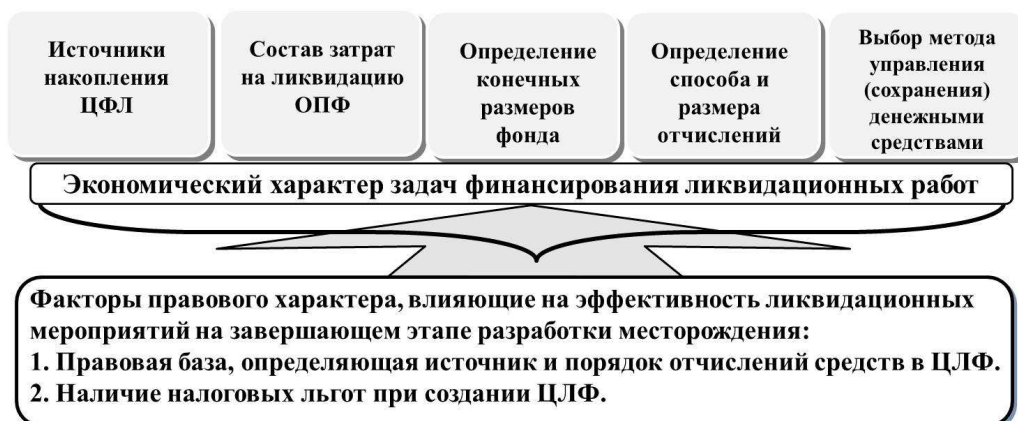 Источники
накопления
ЦФЛ
Состав затрат
на ликвидацию
ОПФ
Определение
конечных
размеров
фонда
Определение
способа и
размера
отчислений
Выбор метода
управления
(сохранения)
денежными
средствами
Экономический характер задач финансирования ликвидационных работ
Факторы правового характера, влияющие на эффективность ликвидационных
мероприятий на завершающем этапе разработки месторождения:
1. Правовая база, определяющая источник и порядок отчислений средств в ЦЛФ.
2. Наличие налоговых льгот при создании ЦЛФ.